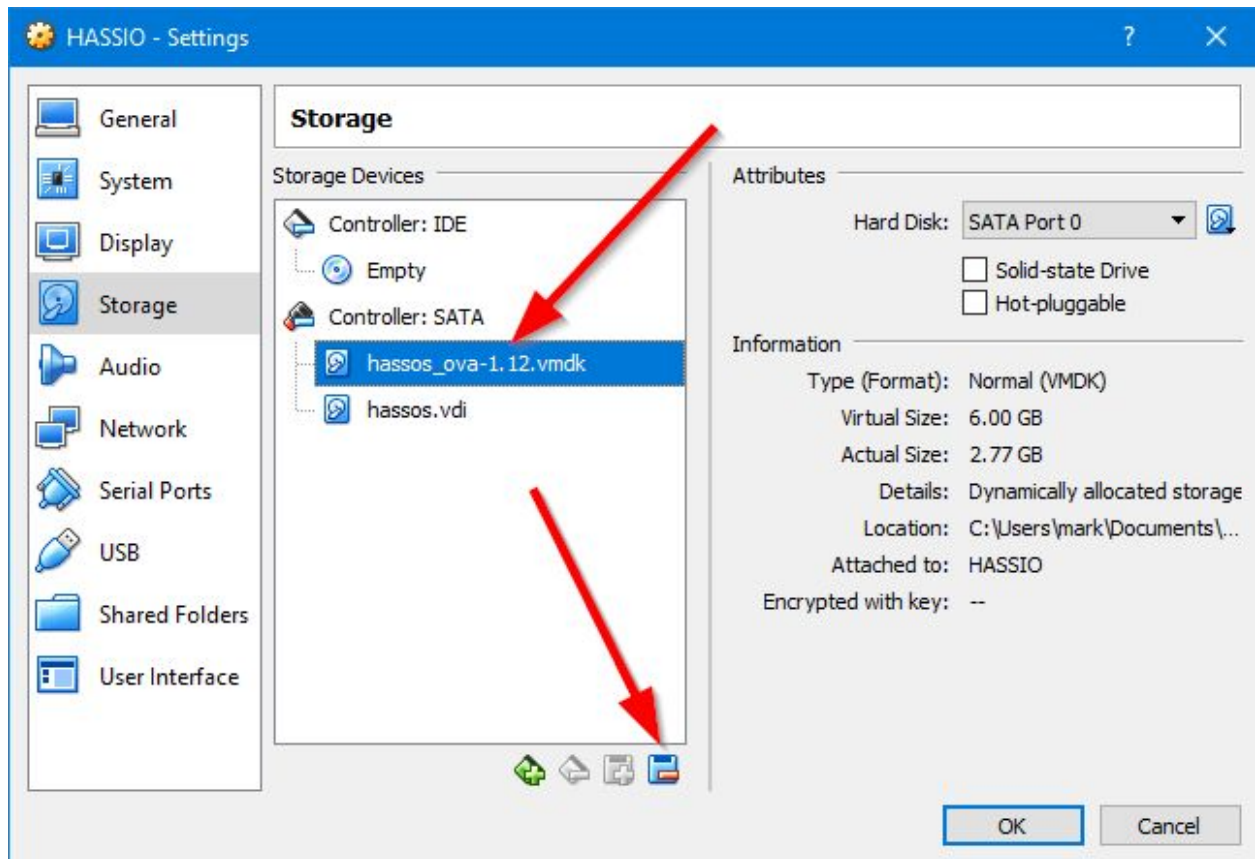 HASSIO - Settings
?
General
System
Display
Storage
Audio
Network
Serial Ports
USB
Shared Folders
User Interface
Storage
Storage Devices
Controller: IDE
Empty
Controller: SATA
hassos_ova-1.12.vmdk
hassos.vdi
Attributes
Hard Disk: SATA Port 0
Solid-state Drive
Hot-pluggable
Information
Type (Format): Normal (VMDK)
Virtual Size: 6.00 GB
Actual Size: 2.77 GB
Details: Dynamically allocated storage
Location: C:\Users\mark\Documents\...
Attached to: HASSIO
Encrypted with key: --
OK
Cancel